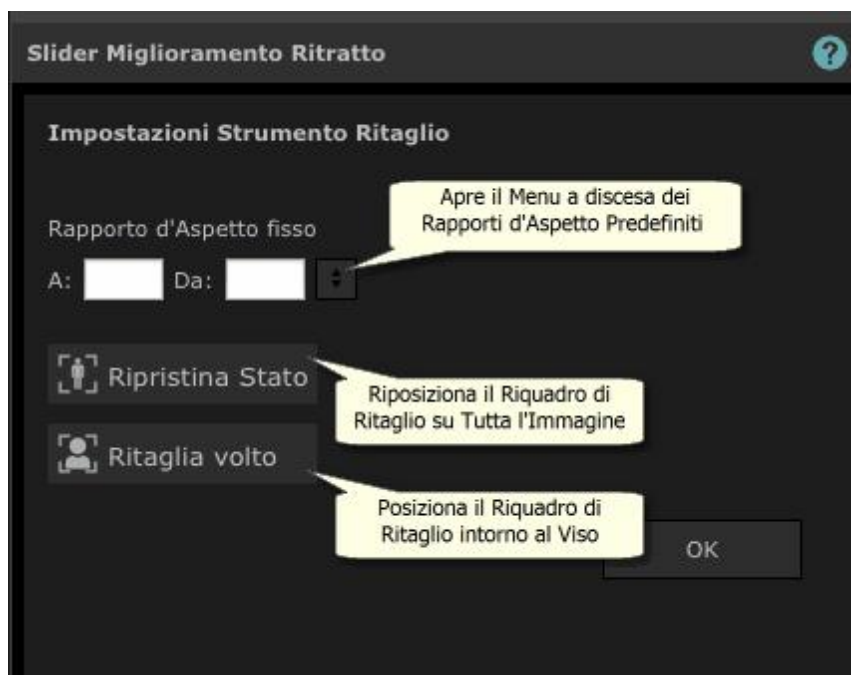 Slider Miglioramento Ritratto
?
Impostazioni Strumento Ritaglio
Apre il Menu a discesa dei
Rapporti d'Aspetto Predefiniti
Rapporto d'Aspetto fisso
A: Da:
Ripristina Stato
Riposiziona il Riquadro di
Ritaglio su Tutta l'Immagine
Ritaglia volto
Posiziona il Riquadro di
Ritaglio intorno al Viso
OK